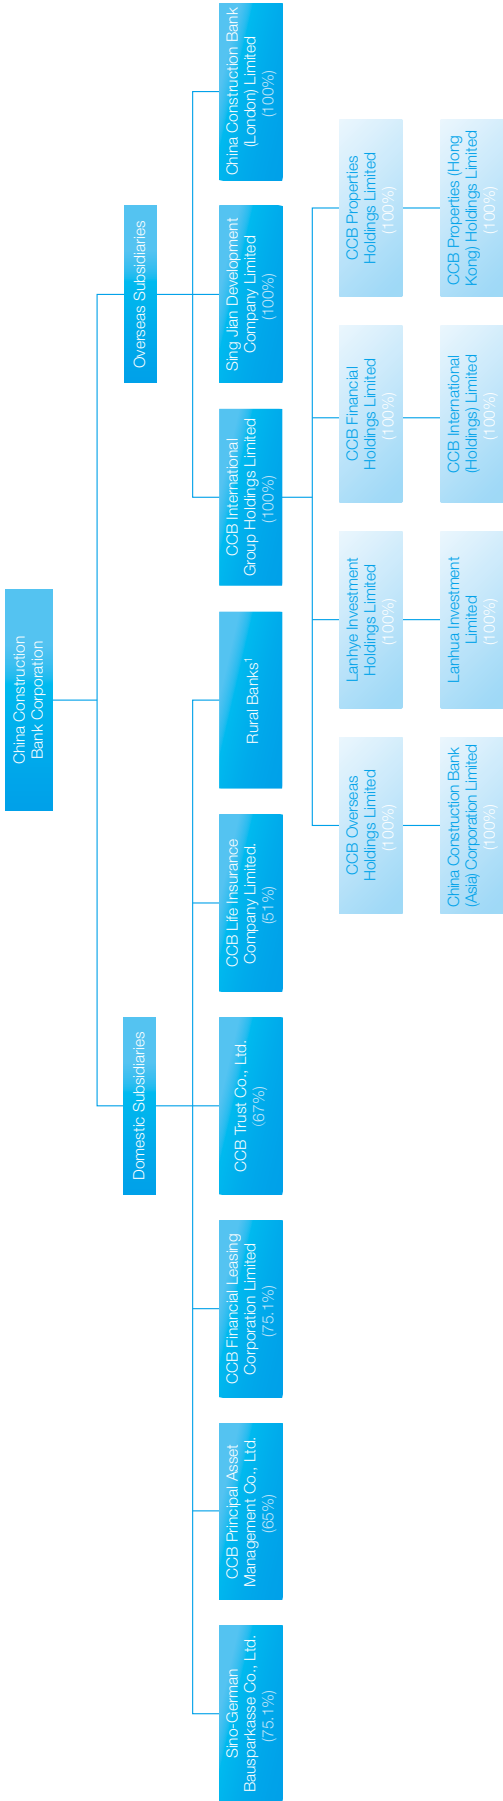 China Construction
Bank Corporation
Domestic Subsidiaries
Overseas Subsidiaries
Sino-German
Bausparkasse Co., Ltd.
(75.1%)
CCB Principal Asset
Management Co., Ltd.
(65%)
CCB Financial Leasing
Corporation Limited
(75.1%)
CCB Trust Co., Ltd.
(67%)
CCB Life Insurance
Company Limited.
(51%)
Rural Banks¹
CCB International
Group Holdings Limited
(100%)
Sing Jian Development
Company Limited
(100%)
China Construction Bank
(London) Limited
(100%)
CCB Overseas
Holdings Limited
(100%)
Lanhye Investment
Holdings Limited
(100%)
CCB Financial
Holdings Limited
(100%)
CCB Properties
Holdings Limited
(100%)
China Construction Bank
(Asia) Corporation Limited
(100%)
Lanhua Investment
Limited
(100%)
CCB International
(Holdings) Limited
(100%)
CCB Properties (Hong
Kong) Holdings Limited
(100%)